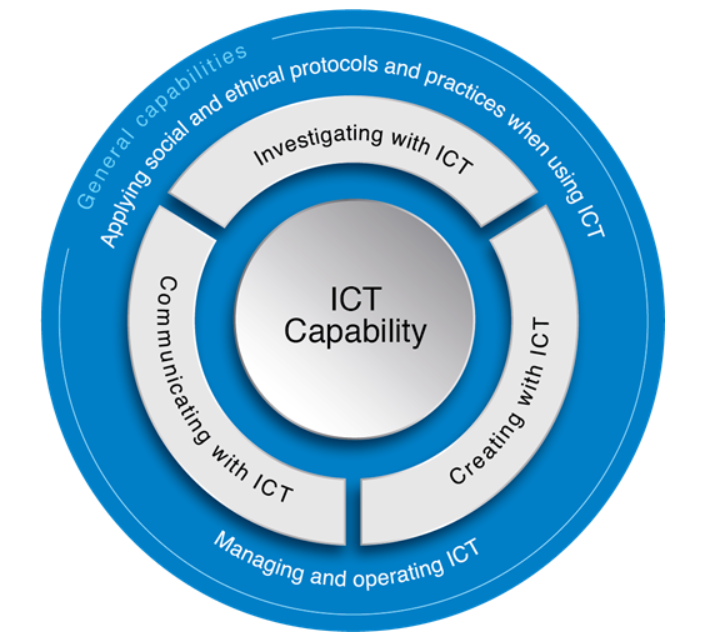 General capabilities
Applying social and ethical protocols and practices when using ICT
Investigating with ICT
ICT
Capability
Communicating with ICT
Creating with ICT
Managing and operating ICT